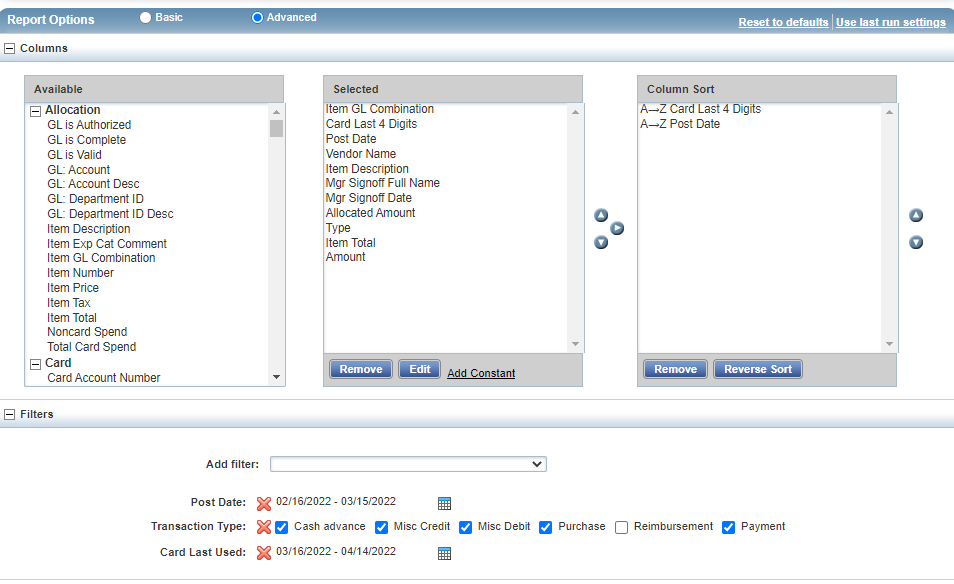 Report Options Basic Advanced Reset to defaults Use last run settings
Columns
Available
Allocation
GL is Authorized
GL is Complete
GL is Valid
GL: Account
GL: Account Desc
GL: Department ID
GL: Department ID Desc
Item Description
Item Exp Cat Comment
Item GL Combination
Item Number
Item Price
Item Tax
Item Total
Noncard Spend
Total Card Spend
Card
Card Account Number
Selected
Item GL Combination
Card Last 4 Digits
Post Date
Vendor Name
Item Description
Mgr Signoff Full Name
Mgr Signoff Date
Allocated Amount
Type
Item Total
Amount
Remove Edit Add Constant
Column Sort
A→Z Card Last 4 Digits
A→Z Post Date
Remove Reverse Sort
Filters
Add filter:
Post Date: 02/16/2022 - 03/15/2022
Transaction Type: Cash advance Misc Credit Misc Debit Purchase Reimbursement Payment
Card Last Used: 03/16/2022 - 04/14/2022